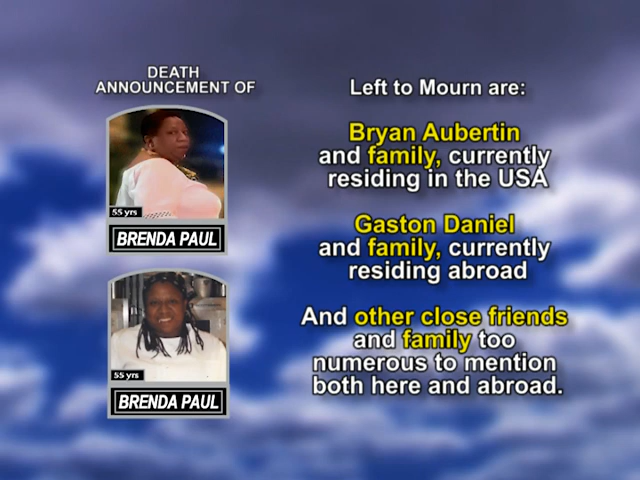 DEATH
ANNOUNCEMENT OF
55 yrs
BRENDA PAUL
55 yrs
BRENDA PAUL
Left to Mourn are:
Bryan Aubertin
and family, currently
residing in the USA
Gaston Daniel
and family, currently
residing abroad
And other close friends
and family too
numerous to mention
both here and abroad.